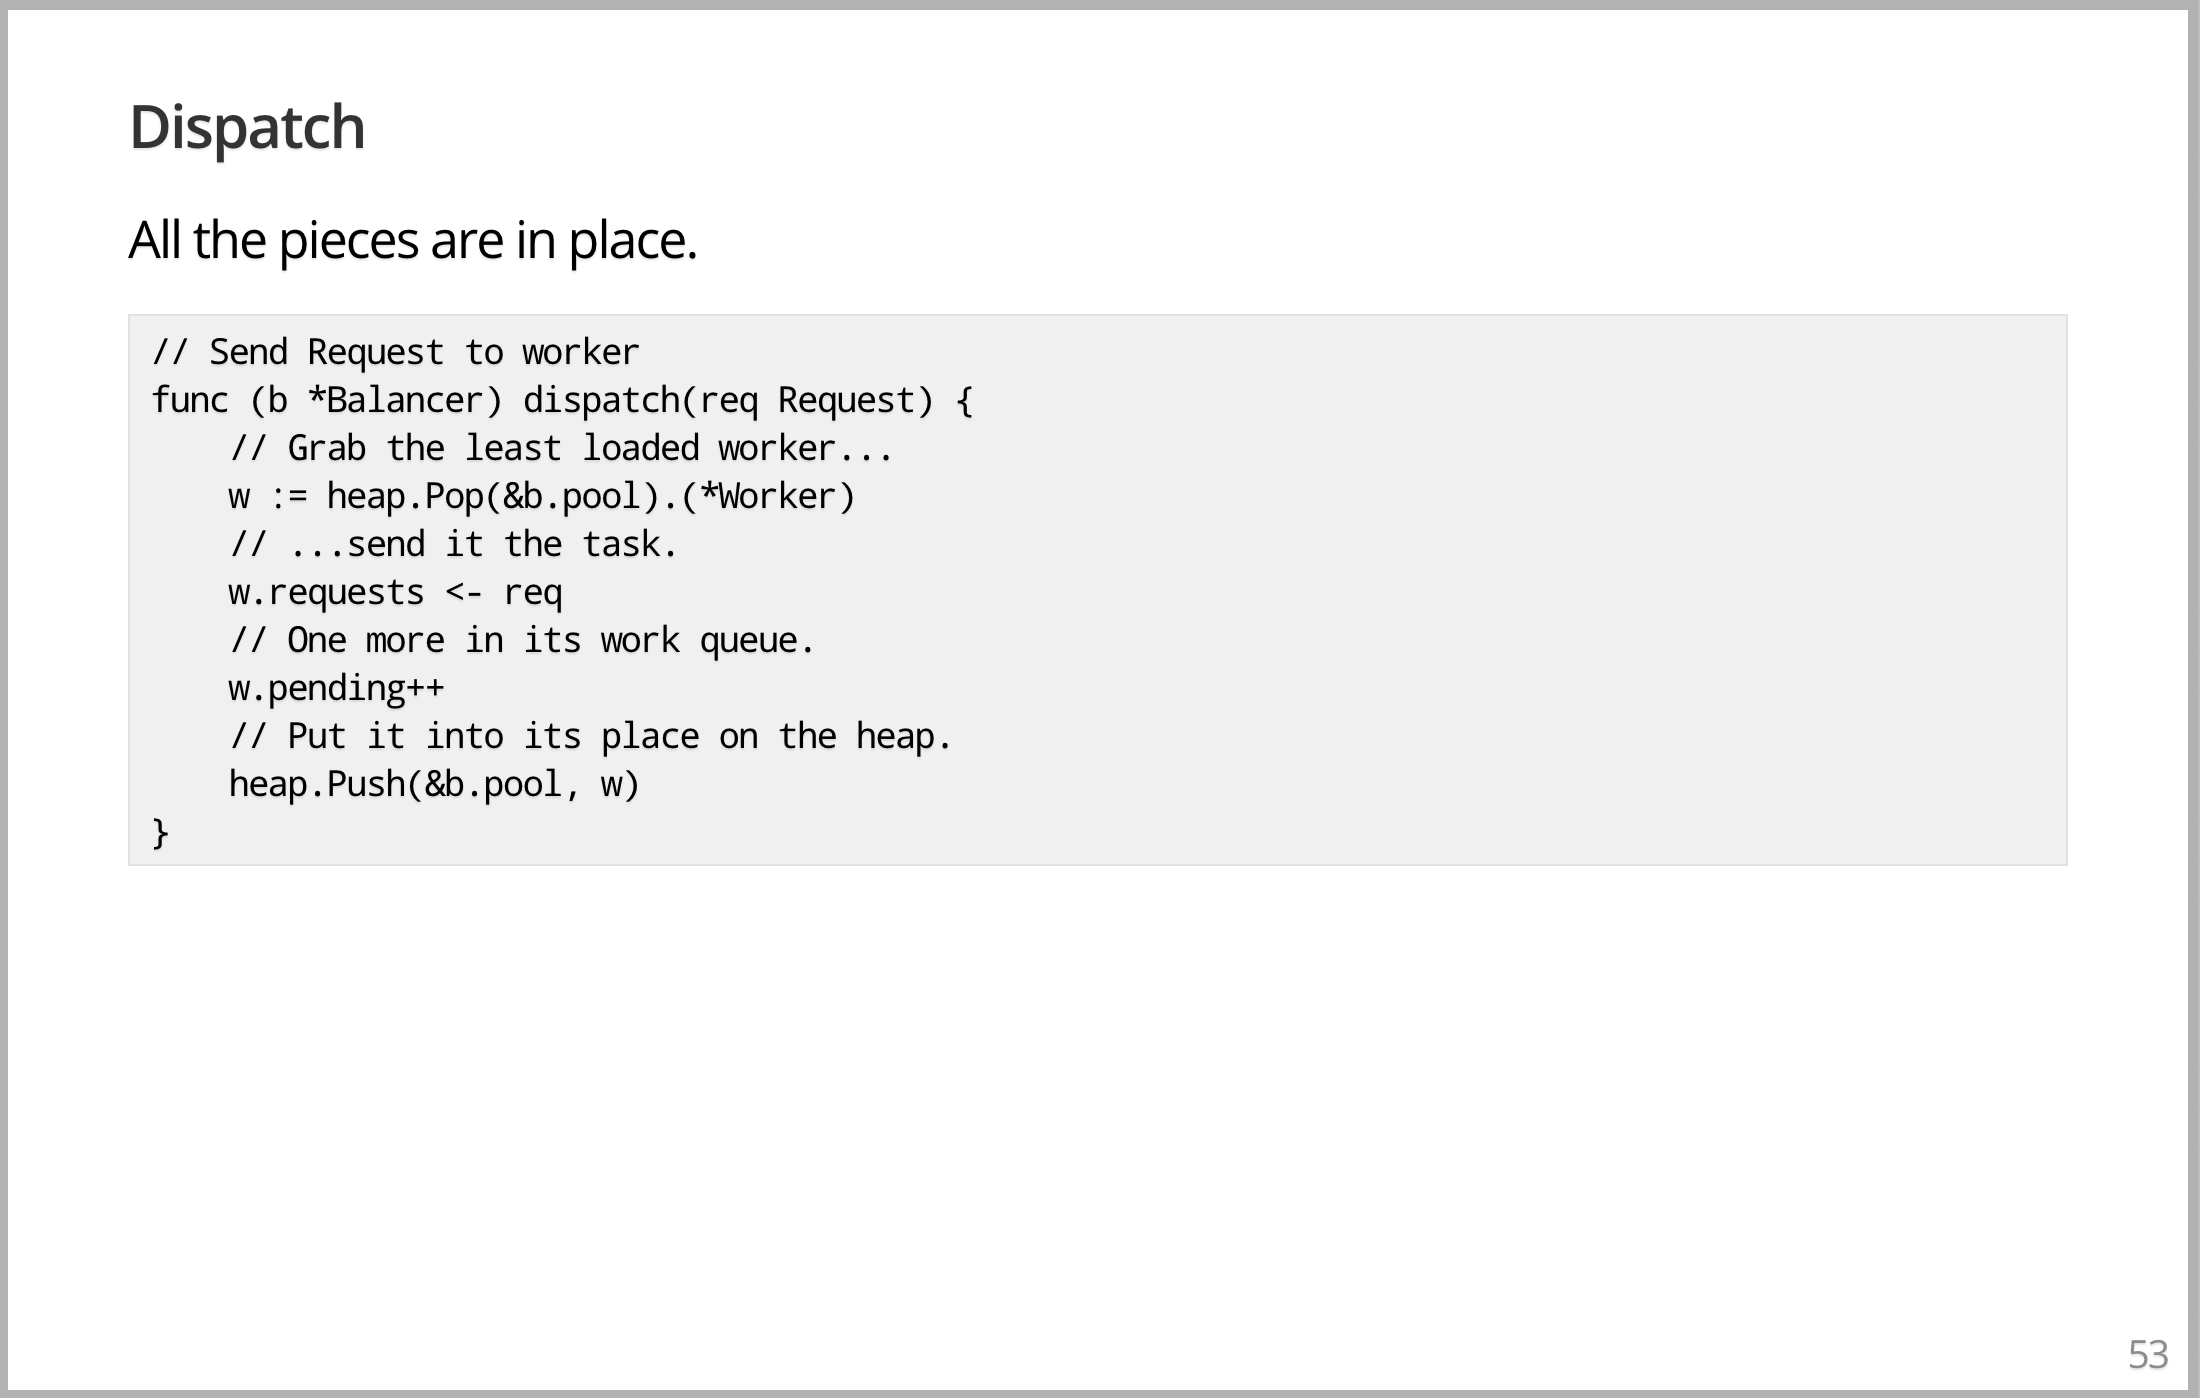 Dispatch
All the pieces are in place.
// Send Request to worker
func (b *Balancer) dispatch(req Request) {
    // Grab the least loaded worker...
    w := heap.Pop(&b.pool).(*Worker)
    // ...send it the task.
    w.requests <- req
    // One more in its work queue.
    w.pending++
    // Put it into its place on the heap.
    heap.Push(&b.pool, w)
}
53